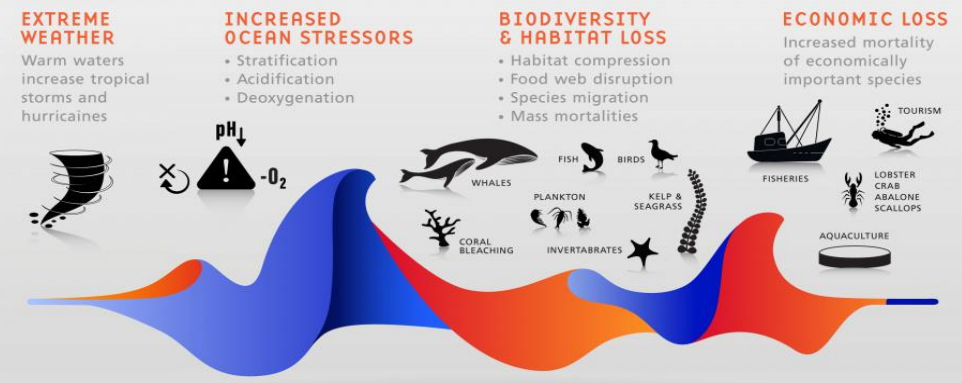 EXTREME
WEATHER
Warm waters
increase tropical
storms and
hurricaines
INCREASED
OCEAN STRESSORS
• Stratification
• Acidification
• Deoxygenation
pH↓
!
-O₂
BIODIVERSITY
& HABITAT LOSS
• Habitat compression
• Food web disruption
• Species migration
• Mass mortalities
WHALES
FISH
BIRDS
PLANKTON
KELP &
SEAGRASS
CORAL
BLEACHING
INVERTABRATES
ECONOMIC LOSS
Increased mortality
of economically
important species
FISHERIES
TOURISM
LOBSTER
CRAB
ABALONE
SCALLOPS
AQUACULTURE